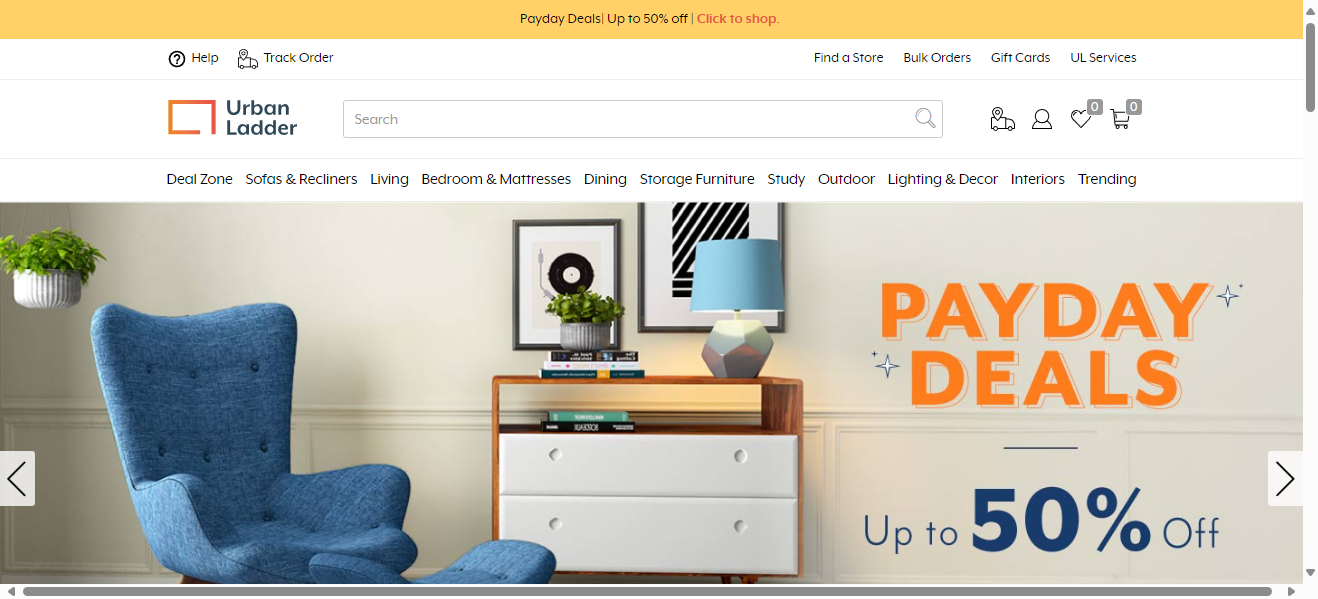 Payday Deals| Up to 50% off | Click to shop.
Help Track Order Find a Store Bulk Orders Gift Cards UL Services
Urban
Ladder
Search
0 0
Deal Zone Sofas & Recliners Living Bedroom & Mattresses Dining Storage Furniture Study Outdoor Lighting & Decor Interiors Trending
PAYDAY
DEALS
Up to 50% Off